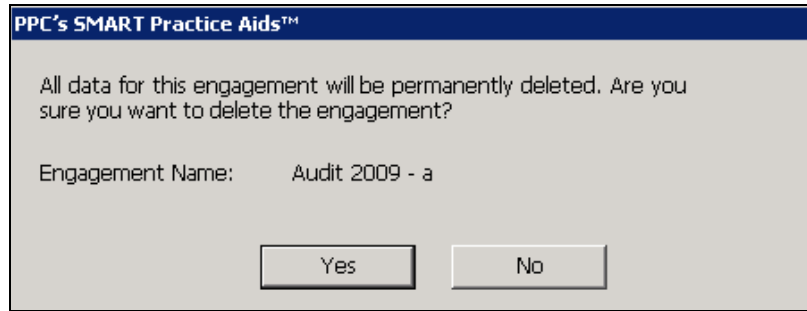 PPC's SMART Practice Aids™
All data for this engagement will be permanently deleted. Are you
sure you want to delete the engagement?
Engagement Name: Audit 2009 - a
Yes No